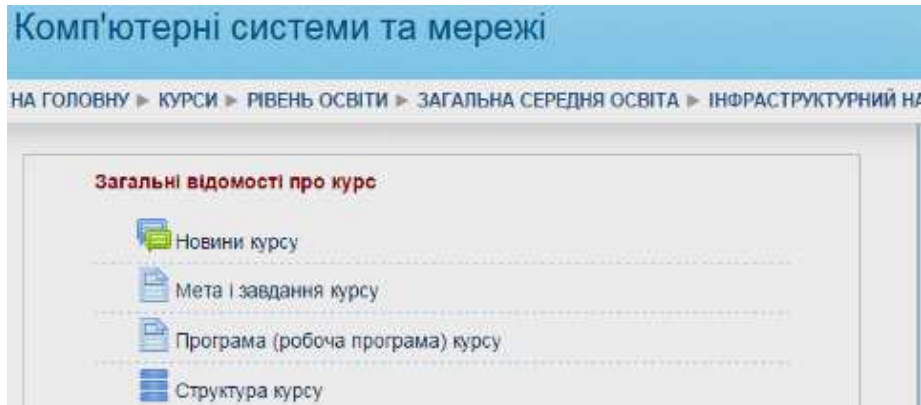 Комп'ютерні системи та мережі
НА ГОЛОВНУ ► КУРСИ ► РІВЕНЬ ОСВІТИ ► ЗАГАЛЬНА СЕРЕДНЯ ОСВІТА ► ІНФРАСТРУКТУРНИЙ
Загальні відомості про курс
Новини курсу
Мета і завдання курсу
Програма (робоча програма) курсу
Структура курсу